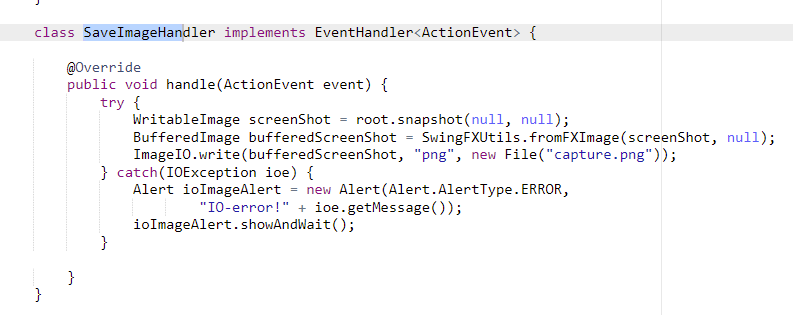 }
class SaveImageHandler implements EventHandler<ActionEvent> {
@Override
public void handle(ActionEvent event) {
try {
WritableImage screenShot = root.snapshot(null, null);
BufferedImage bufferedScreenShot = SwingFXUtils.fromFXImage(screenShot, null);
ImageIO.write(bufferedScreenShot, "png", new File("capture.png"));
} catch(IOException ioe) {
Alert ioImageAlert = new Alert(Alert.AlertType.ERROR,
"IO-error!" + ioe.getMessage());
ioImageAlert.showAndWait();
}
}
}